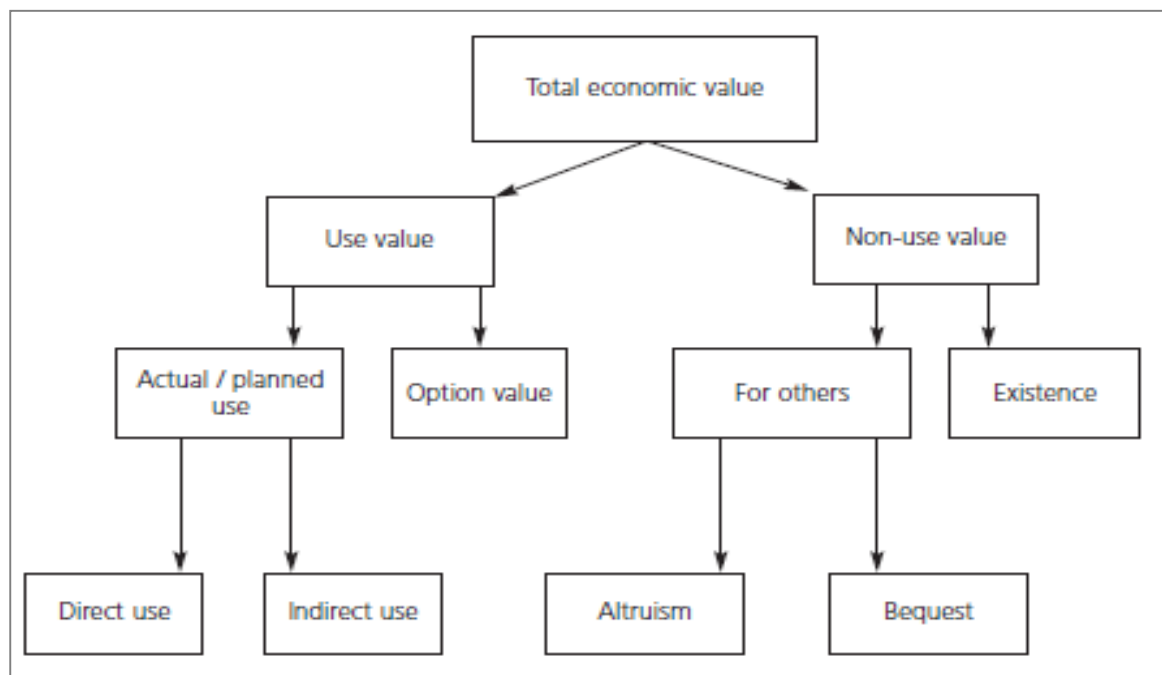 Total economic value
Use value
Non-use value
Actual / planned
use
Option value
For others
Existence
Direct use
Indirect use
Altruism
Bequest